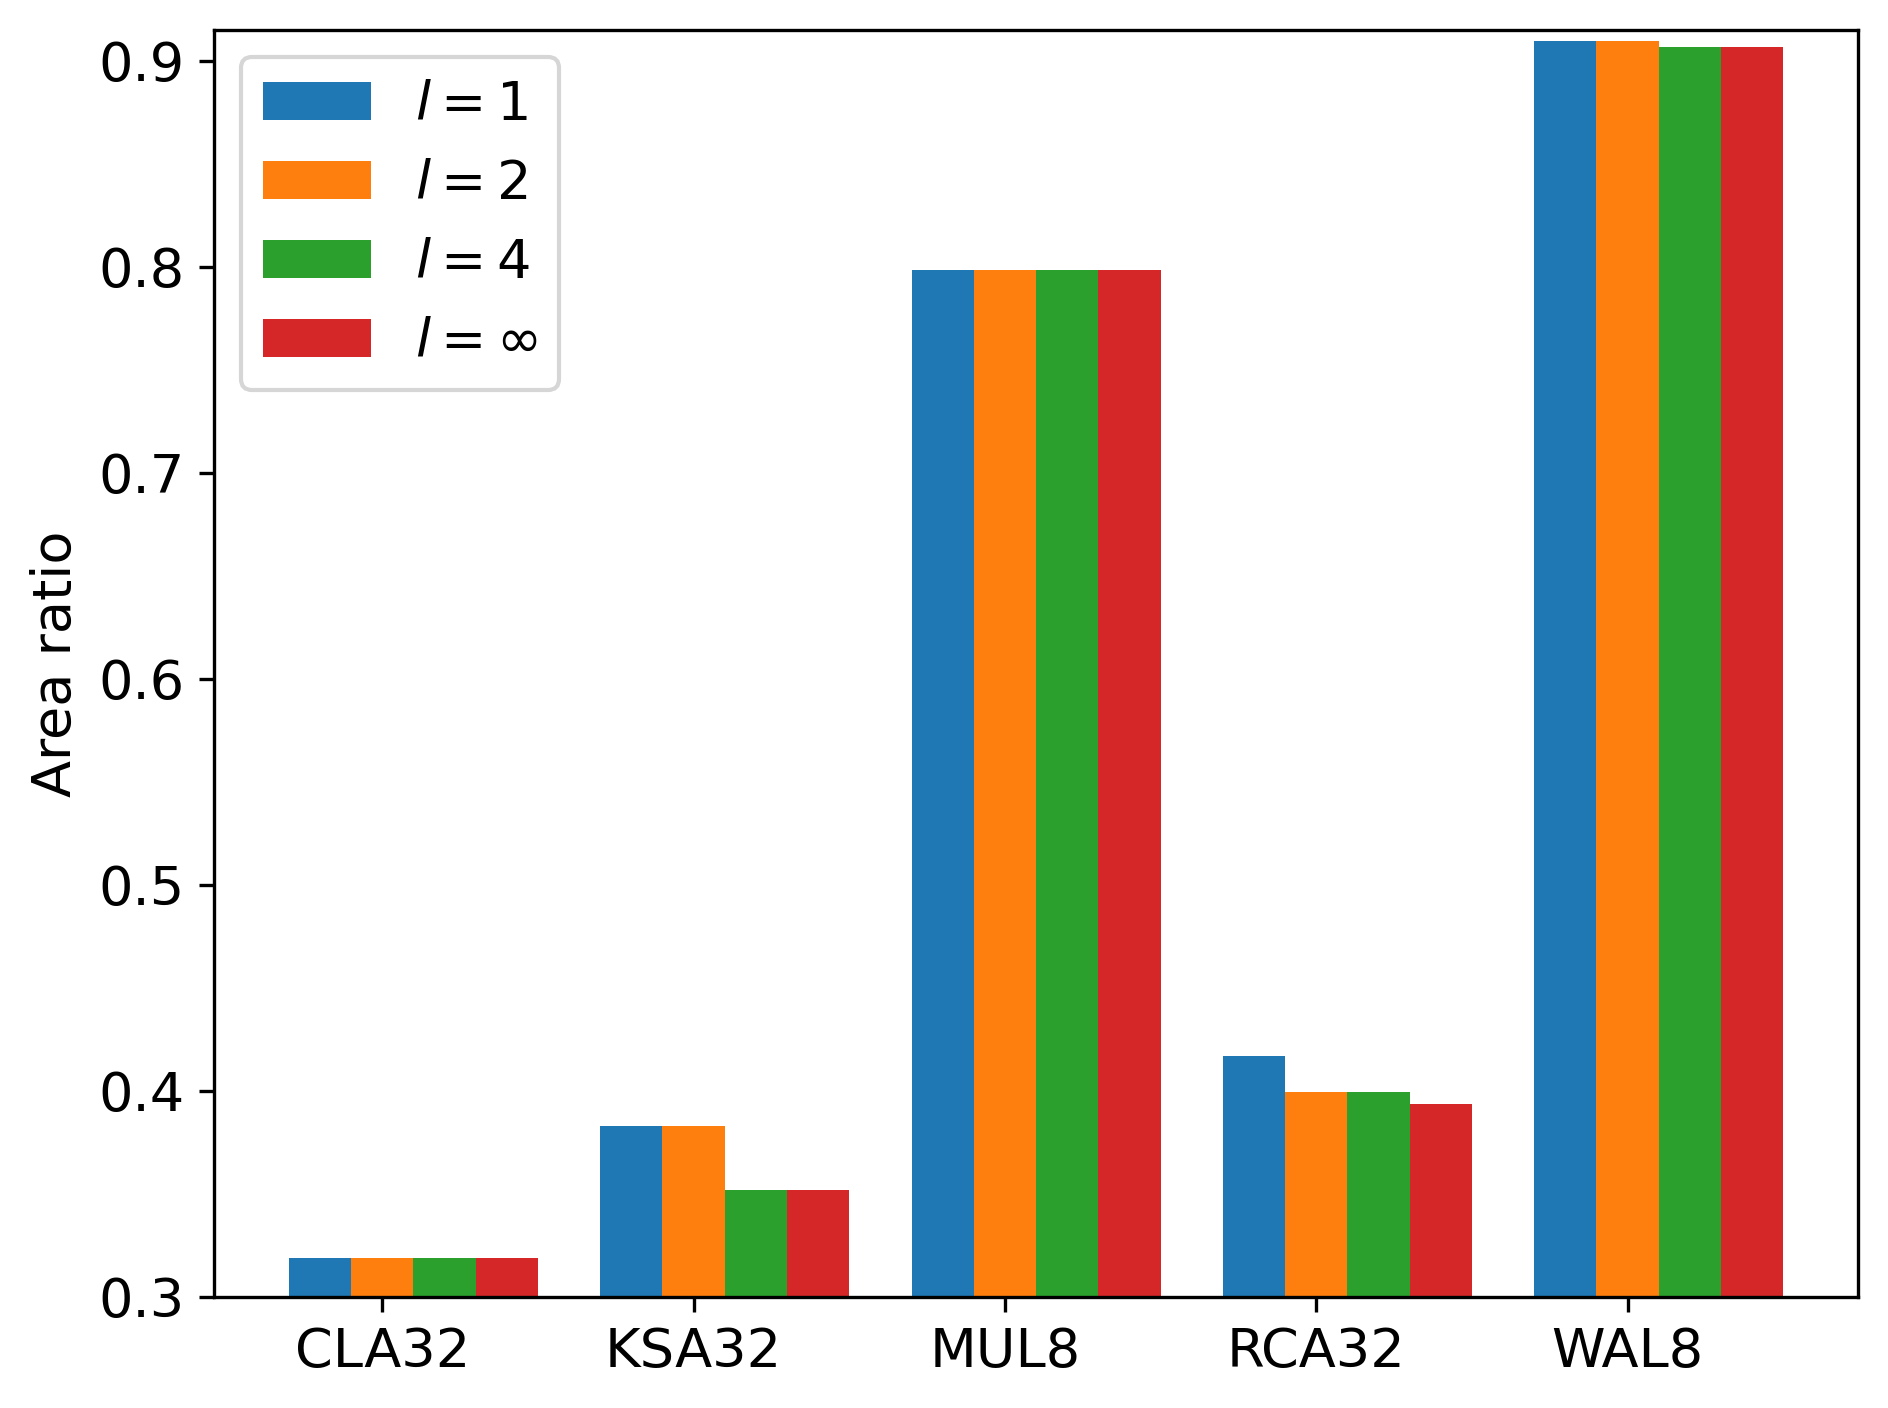 Area ratio
0.9
0.8
0.7
0.6
0.5
0.4
0.3
l = 1
l = 2
l = 4
l = ∞
CLA32 KSA32 MUL8 RCA32 WAL8